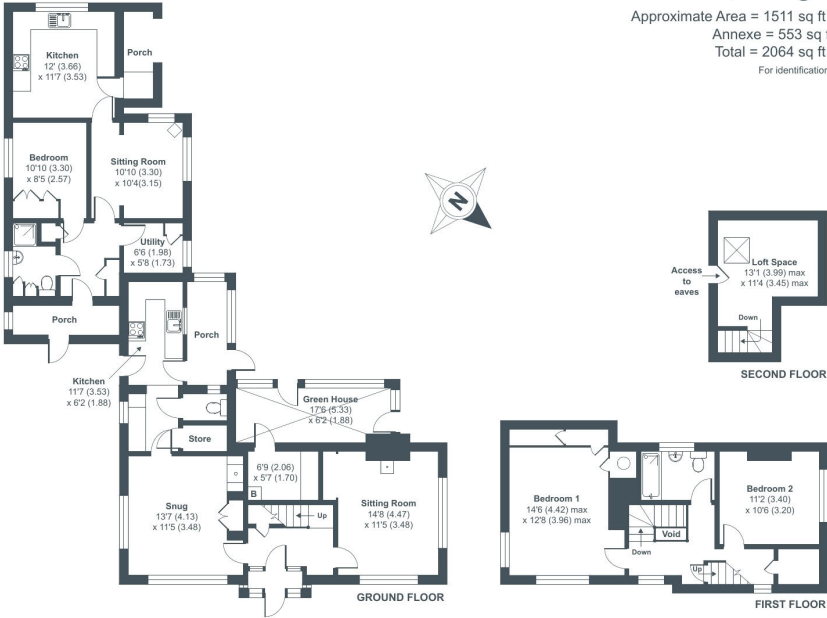 Approximate Area = 1511 sq ft
Annexe = 553 sq f
Total = 2064 sq ft
For identification
Kitchen
12' (3.66)
x 11'7 (3.53)
Porch
Bedroom
10'10 (3.30)
x 8'5 (2.57)
Sitting Room
10'10 (3.30)
x 10'4(3.15)
Utility
6'6 (1.98)
x 5'8 (1.73)
Porch
Porch
Kitchen
11'7 (3.53)
x 6'2 (1.88)
Green House
17'6 (5.33)
x 6'2 (1.88)
Store
6'9 (2.06)
x 5'7 (1.70)
B
Snug
13'7 (4.13)
x 11'5 (3.48)
Up
Sitting Room
14'8 (4.47)
x 11'5 (3.48)
GROUND FLOOR
N
Access
to
eaves
Loft Space
13'1 (3.99) max
x 11'4 (3.45) max
Down
SECOND FLOOR
Bedroom 1
14'6 (4.42) max
x 12'8 (3.96) max
Bedroom 2
11'2 (3.40)
x 10'6 (3.20)
Void
Down
Up
FIRST FLOOR